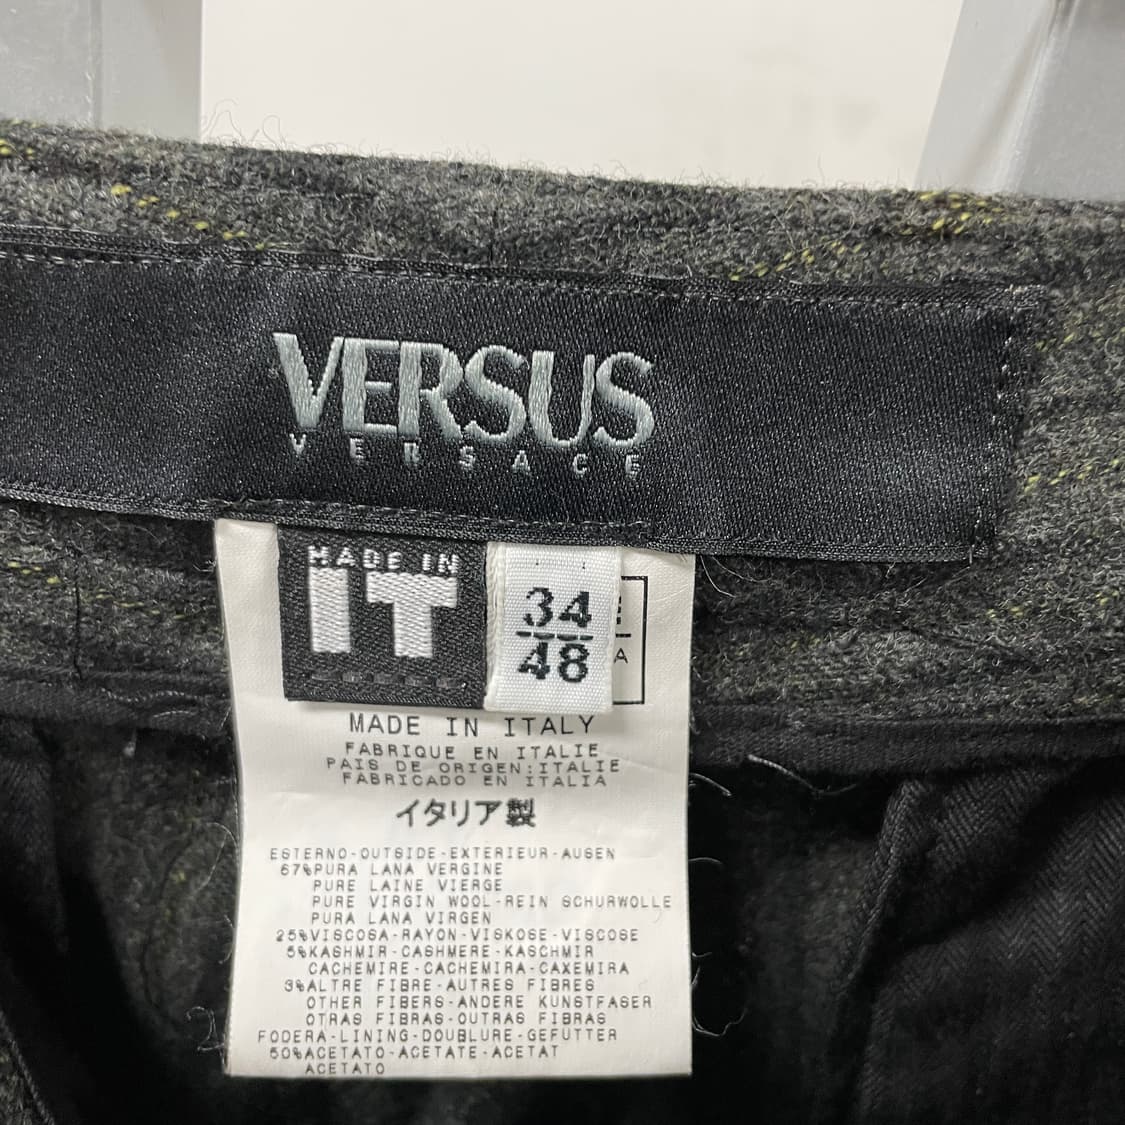 VERSUS
VERSACE
MADE IN
IT
34
48
A
MADE IN ITALY
FABRIQUE EN ITALIE
PAIS DE ORIGEN:ITALIE
FABRICADO EN ITALIA
イタリア製
ESTERNO-OUTSIDE-EXTERIEUR-AUSEN
67%PURA LANA VERGINE
PURE LAINE VIERGE
PURE VIRGIN WOOL-REIN SCHURWOLLE
PURA LANA VIRGEN
25%VISCOSA-RAYON-VISKOSE-VISCOSE
5%KASHMIR-CASHMERE-KASCHMIR
CACHEMIRE-CACHEMIRA-CAXEMIRA
3%ALTRE FIBRE-AUTRES FIBRES
OTHER FIBERS-ANDERE KUNSTFASER
OTRAS FIBRAS-OUTRAS FIBRAS
FODERA-LINING-DOUBLURE-GEFUTTER
50%ACETATO-ACETATE-ACETAT
ACETATO